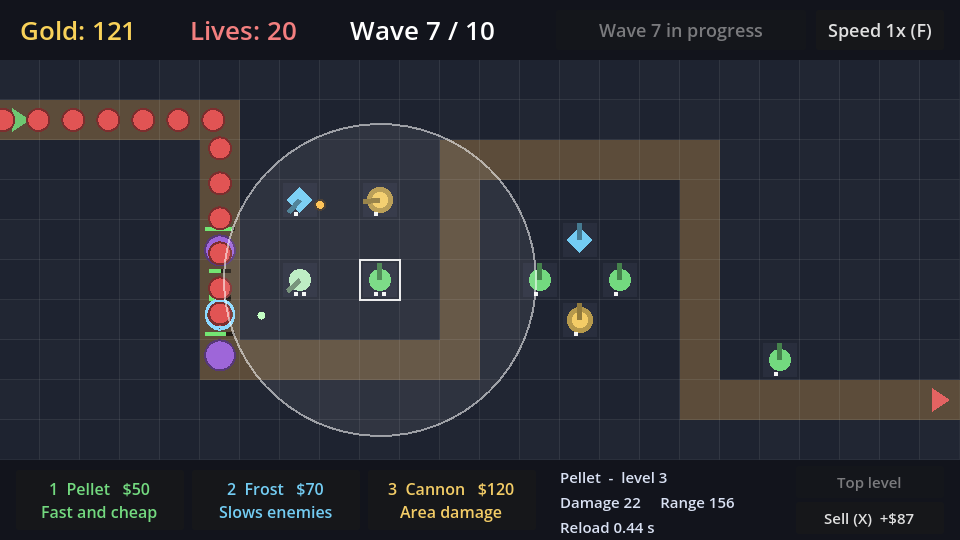 Gold: 121
Lives: 20
Wave 7 / 10
Wave 7 in progress
Speed 1x (F)
1 Pellet $50
Fast and cheap
2 Frost $70
Slows enemies
3 Cannon $120
Area damage
Pellet - level 3
Damage 22 Range 156
Reload 0.44 s
Top level
Sell (X) +$87